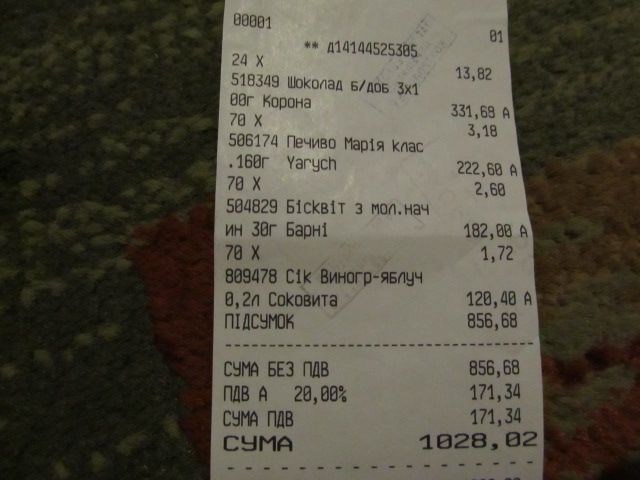 00001 01
** д14144525305
24 X 13,82
518349 Шоколад б/доб 3x1
00г Корона 331,68 А
70 X 3,18
506174 Печиво Марія клас
.160г Yarych 222,60 А
70 X 2,60
504829 Бісквіт з мол.нач
ин 30г Барні 182,00 А
70 X 1,72
809478 Сік Виногр-яблуч
0,2л Соковита 120,40 А
ПІДСУМОК 856,68
СУМА БЕЗ ПДВ 856,68
ПДВ А 20,00% 171,34
СУМА ПДВ 171,34
СУМА 1028,02